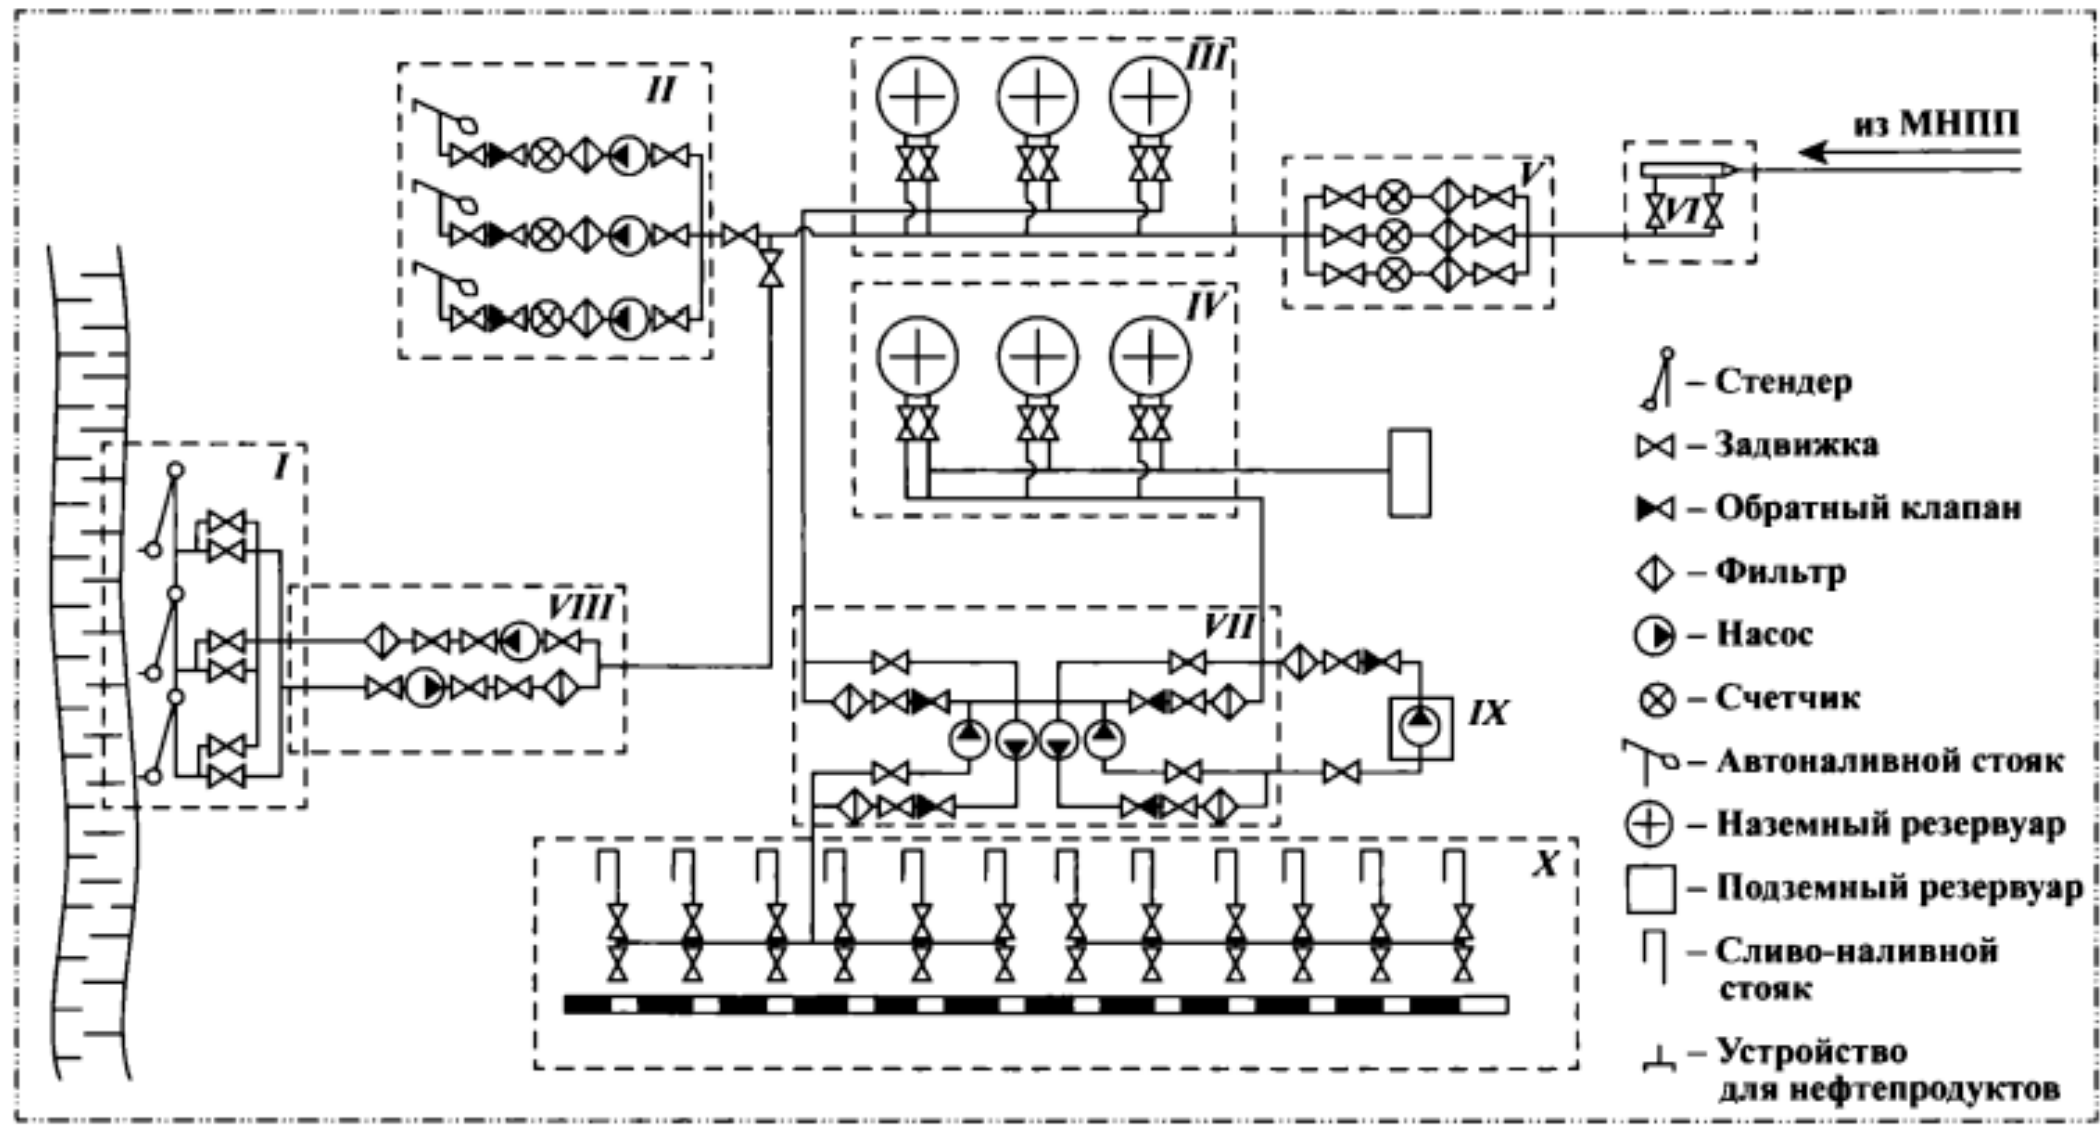 III
II
из МНПП
V
VI
IV
I
VIII
VII
IX
X
– Стендер
– Задвижка
– Обратный клапан
– Фильтр
– Насос
– Счетчик
– Автоналивной стояк
– Наземный резервуар
– Подземный резервуар
– Сливо-наливной
стояк
– Устройство
для нефтепродуктов